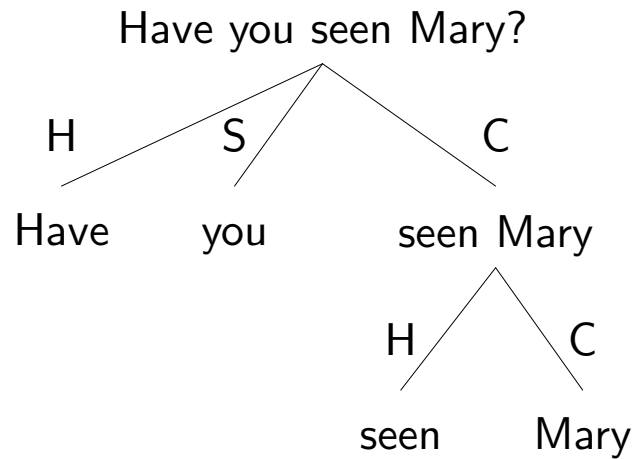 Have you seen Mary?
H S C
Have you seen Mary
H C
seen Mary